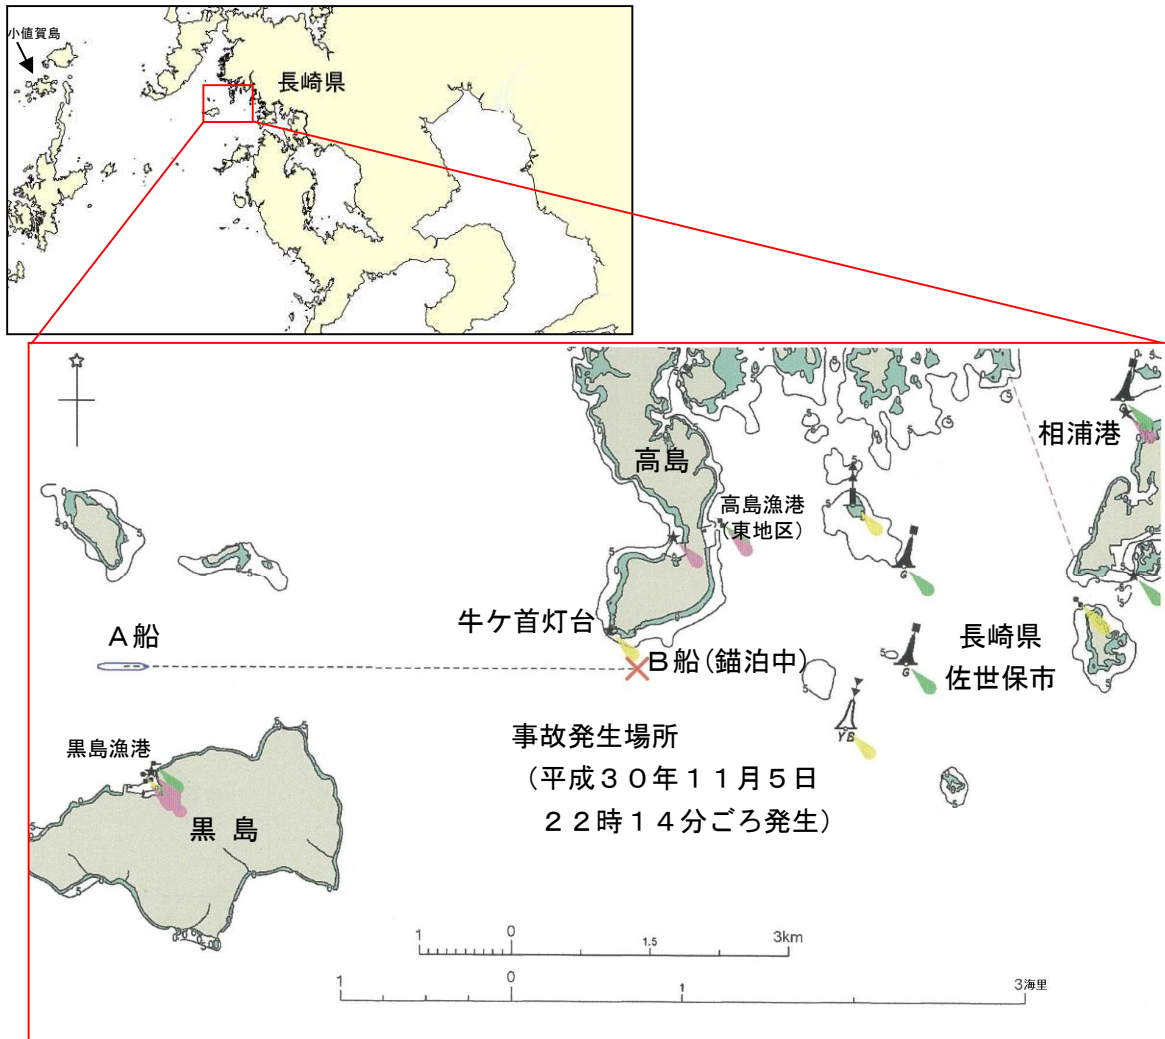 小値賀島
長崎県
相浦港
高島
高島漁港
（東地区）
牛ケ首灯台
Ａ船
Ｂ船（錨泊中）
長崎県
佐世保市
G
G
YB
事故発生場所
（平成３０年１１月５日
２２時１４分ごろ発生）
黒島漁港
黒 島
1 0 1.5 3km
1 0 1 3海里